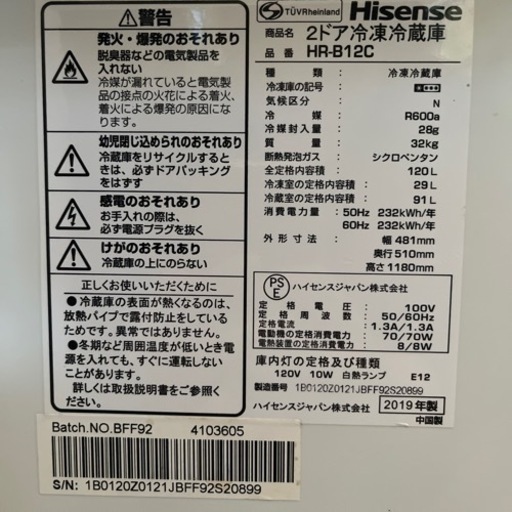 警告
発火・爆発のおそれあり
脱臭器などの電気製品を
入れない
冷媒が漏れていると電気製
品の接点の火花による着火、
着火による爆発の原因に
なります。
幼児閉じ込められのおそれあり
冷蔵庫をリサイクルするとき
は、必ずドアパッキング
をはずす
感電のおそれあり
お手入れの際は、
必ず電源プラグを抜く
けがのおそれあり
冷蔵庫の上にのらない
正しくお使いいただくために
●冷蔵庫の表面が熱くなるのは、
放熱パイプで露付防止をしている
ためです。異常ではありません。
●冬期など周囲温度が低いとき電
源を入れても、すぐに運転しない
ことがあります。
詳しくは取扱説明書をご覧ください。
TÜVRheinland
Hisense
商品名 2ドア冷凍冷蔵庫
品番 HR-B12C
種類 : 冷凍冷蔵庫
冷凍庫の記号 :
気候区分 : N
冷媒 : R600a
冷媒封入量 : 28g
質量 : 32kg
断熱発泡ガス : シクロペンタン
全定格内容積 : 120L
冷凍室の定格内容積 : 29L
冷蔵室の定格内容積 : 91L
消費電力量 : 50Hz 232kWh/年
60Hz 232kWh/年
外形寸法 : 幅481mm
奥行510mm
高さ1180mm
PS
E
ハイセンスジャパン株式会社
定格電圧 : 100V
定格周波数 : 50/60Hz
定格電流 : 1.3A/1.3A
電動機の定格消費電力 : 70/70W
電熱装置の定格消費電力 : 8/8W
庫内灯の定格及び種類
120V 10W 白熱ランプ E12
製造番号 : 1B0120Z0121JBFF92S20899
ハイセンスジャパン株式会社
2019年製
中国製
Batch.NO.BFF92 4103605
S/N: 1B0120Z0121JBFF92S20899